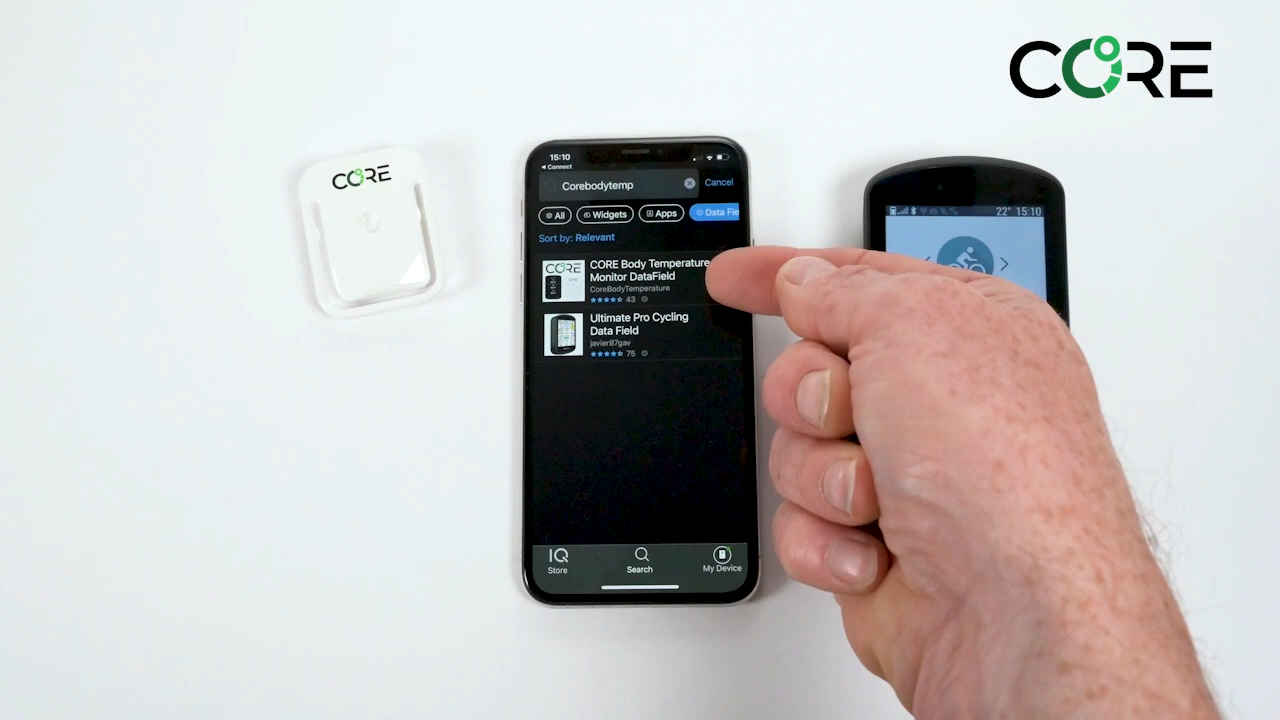 CORE
CORE
15:10
Connect
Corebodytemp
Cancel
All
Widgets
Apps
Data Fie
Sort by: Relevant
CORE
CORE Body Temperature
Monitor DataField
CoreBodyTemperature
43
Ultimate Pro Cycling
Data Field
javier87gav
75
IQ
Store
Search
My Device
22° 15:10